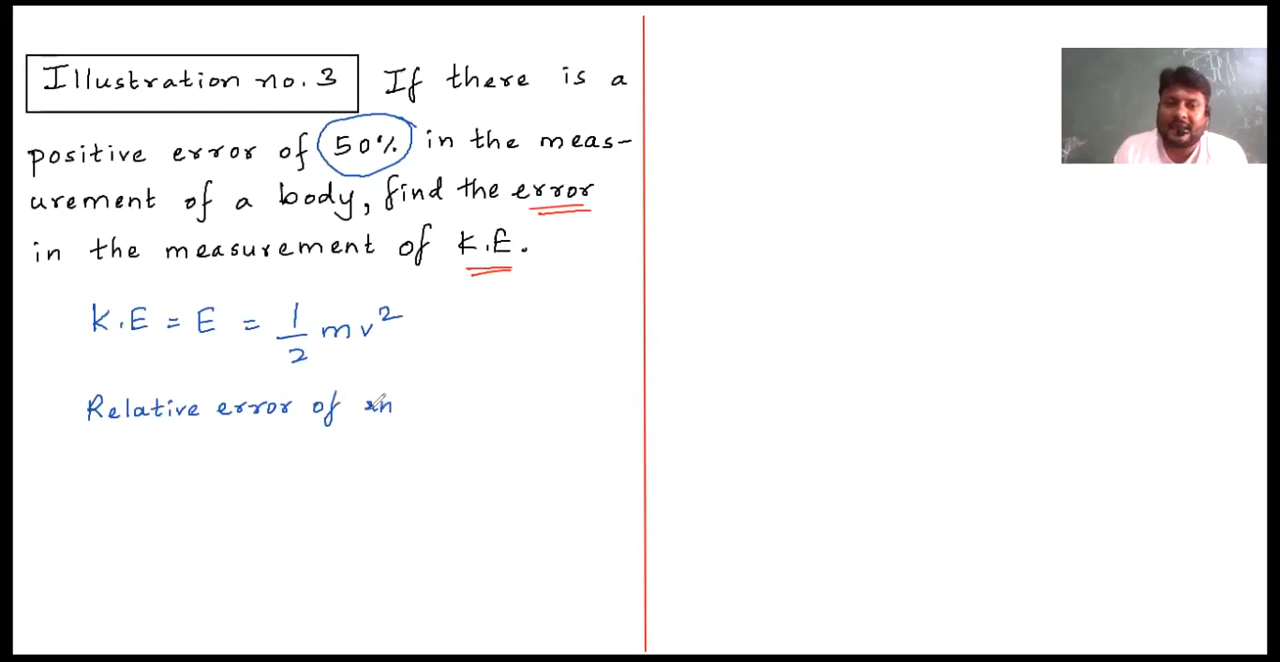 Illustration no. 3 If there is a
positive error of 50% in the meas-
urement of a body, find the error
in the measurement of K.E.
K.E = E = 1/2 mv²
Relative error of